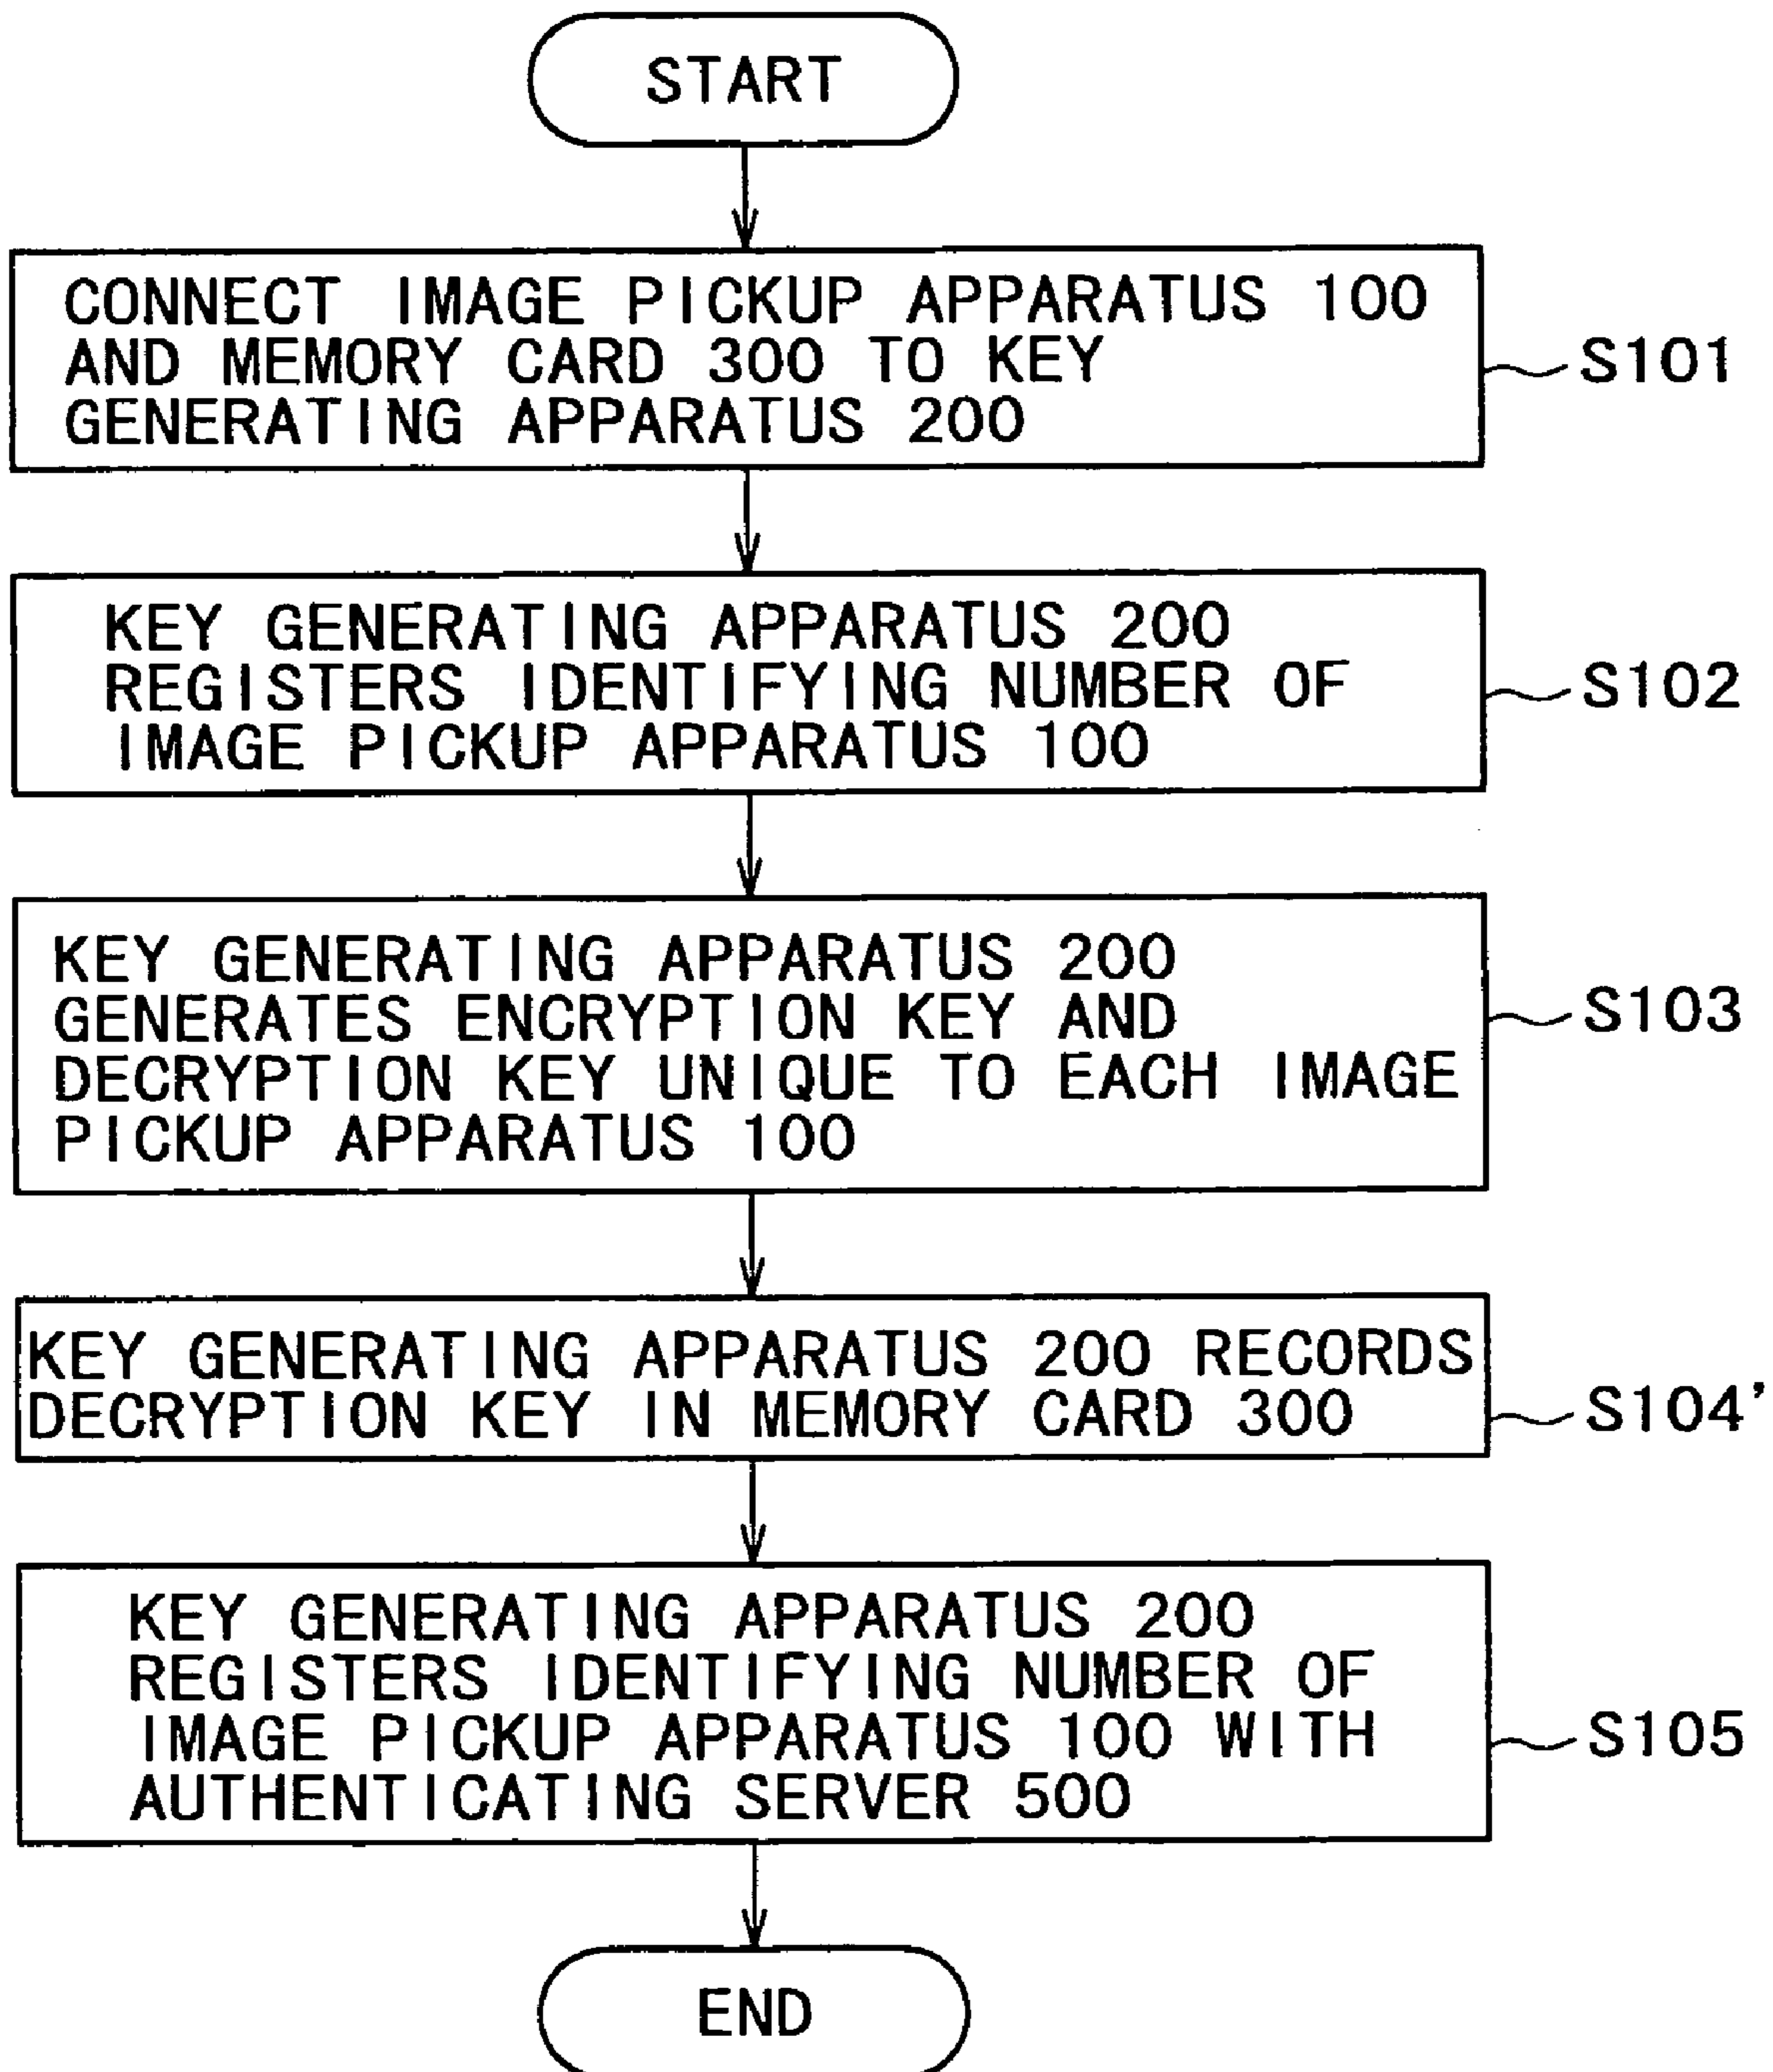 START
CONNECT IMAGE PICKUP APPARATUS 100
AND MEMORY CARD 300 TO KEY
GENERATING APPARATUS 200
S101
KEY GENERATING APPARATUS 200
REGISTERS IDENTIFYING NUMBER OF
IMAGE PICKUP APPARATUS 100
S102
KEY GENERATING APPARATUS 200
GENERATES ENCRYPTION KEY AND
DECRYPTION KEY UNIQUE TO EACH IMAGE
PICKUP APPARATUS 100
S103
KEY GENERATING APPARATUS 200 RECORDS
DECRYPTION KEY IN MEMORY CARD 300
S104'
KEY GENERATING APPARATUS 200
REGISTERS IDENTIFYING NUMBER OF
IMAGE PICKUP APPARATUS 100 WITH
AUTHENTICATING SERVER 500
S105
END